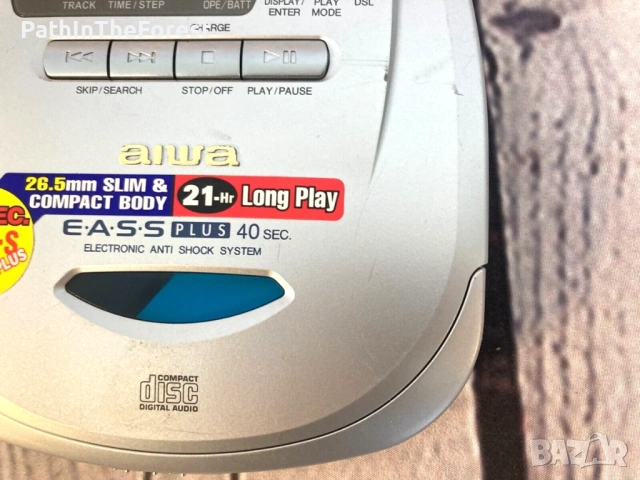 PathInTheForest
TRACK TIME/STEP OPE/BATT DISPLAY/ENTER PLAY MODE DSL
CHARGE
SKIP/SEARCH STOP/OFF PLAY/PAUSE
aiwa
26.5mm SLIM &
COMPACT BODY
21-Hr Long Play
E·A·S·S PLUS 40 SEC.
ELECTRONIC ANTI SHOCK SYSTEM
EC.
-S
PLUS
COMPACT
disc
DIGITAL AUDIO
BAZAR